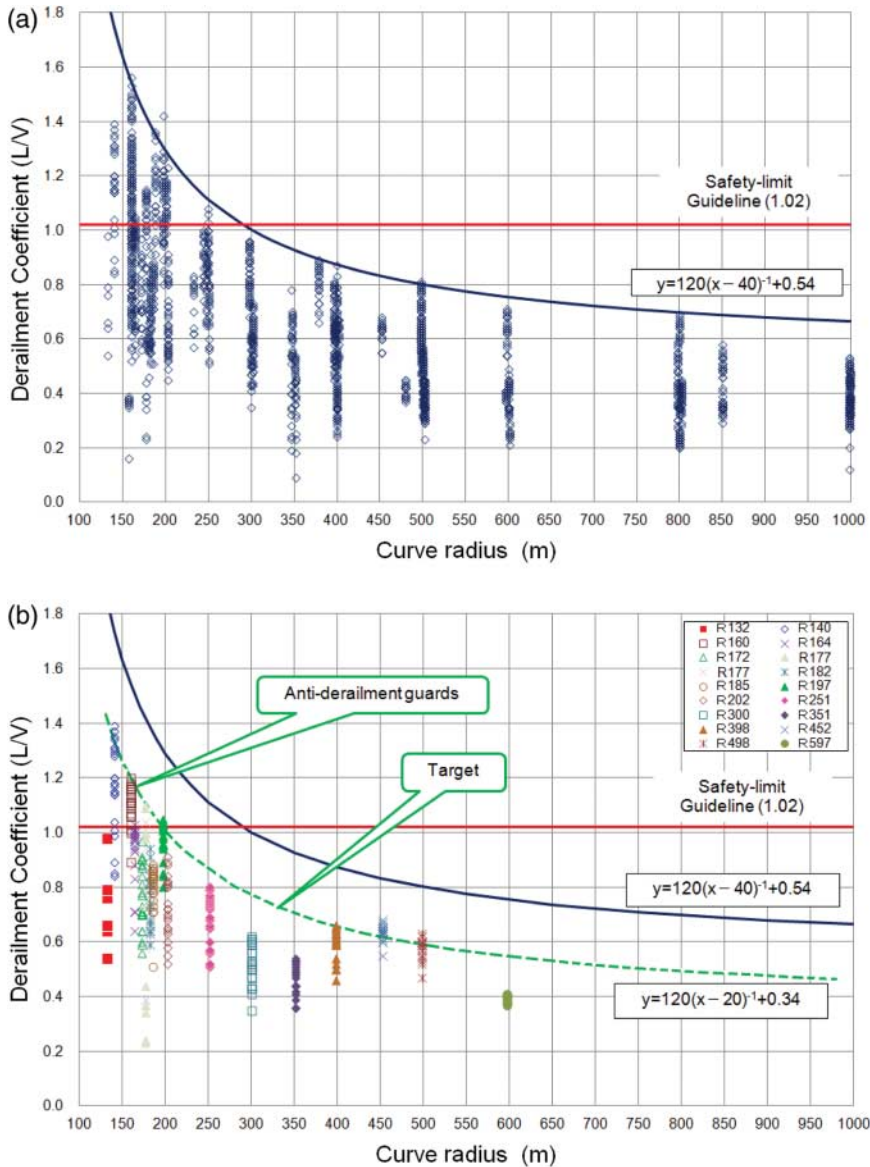 (a)
1.8
1.6
1.4
1.2
1.0
0.8
0.6
0.4
0.2
0.0
Derailment Coefficient (L/V)
Safety-limit
Guideline (1.02)
y=120(x − 40)⁻¹+0.54
100 150 200 250 300 350 400 450 500 550 600 650 700 750 800 850 900 950 1000
Curve radius (m)
(b)
1.8
1.6
1.4
1.2
1.0
0.8
0.6
0.4
0.2
0.0
Derailment Coefficient (L/V)
Anti-derailment guards
Target
R132 R140
R160 R164
R172 R177
R177 R182
R185 R197
R202 R251
R300 R351
R398 R452
R498 R597
Safety-limit
Guideline (1.02)
y=120(x − 40)⁻¹+0.54
y=120(x − 20)⁻¹+0.34
100 150 200 250 300 350 400 450 500 550 600 650 700 750 800 850 900 950 1000
Curve radius (m)